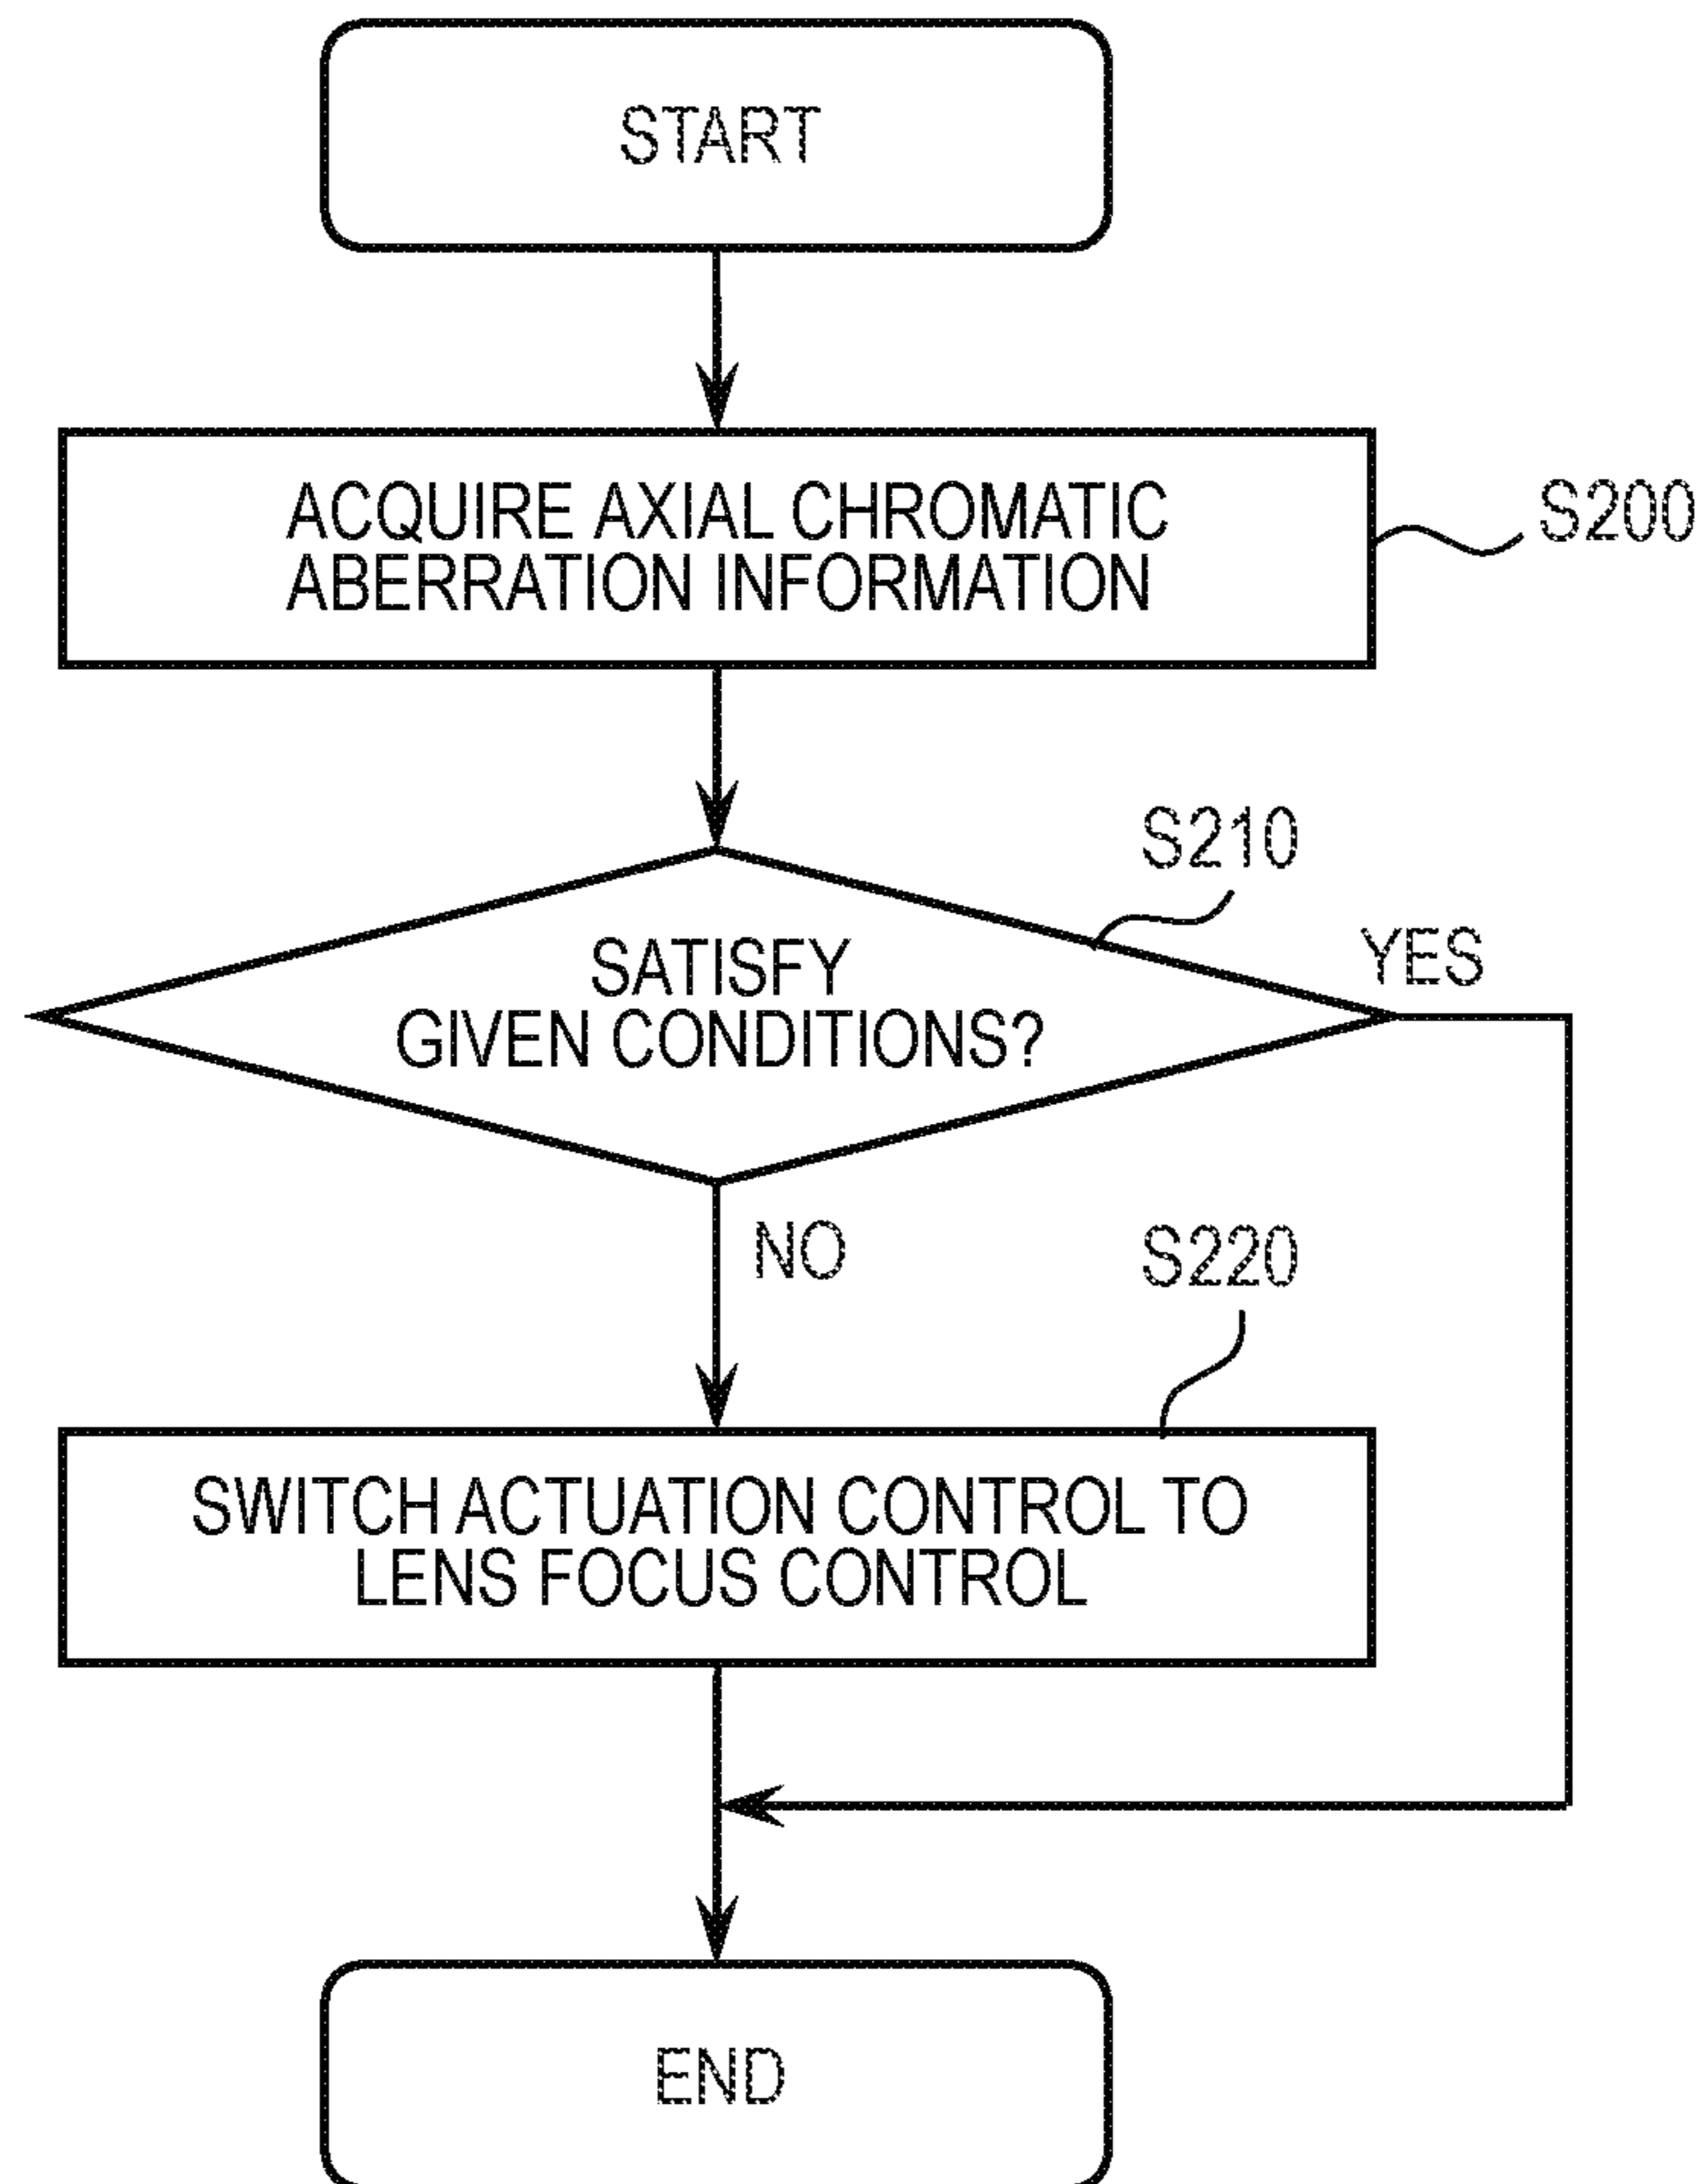 START
ACQUIRE AXIAL CHROMATIC
ABERRATION INFORMATION
S200
S210
YES
SATISFY
GIVEN CONDITIONS?
NO
S220
SWITCH ACTUATION CONTROL TO
LENS FOCUS CONTROL
END